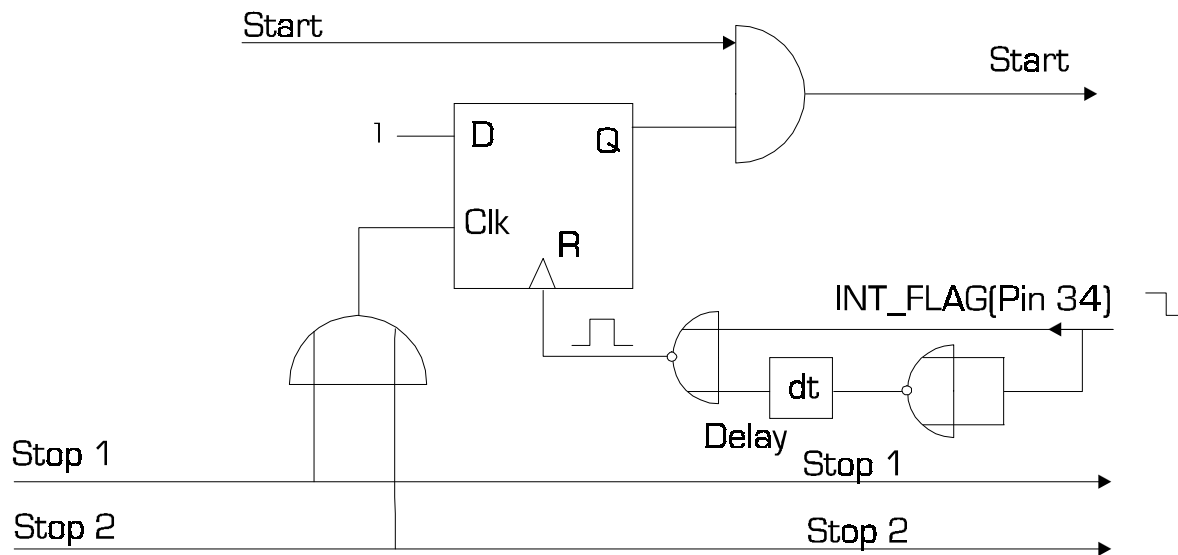 Start
Start
1
D
Q
Clk
R
INT_FLAG(Pin 34)
dt
Delay
Stop 1
Stop 1
Stop 2
Stop 2